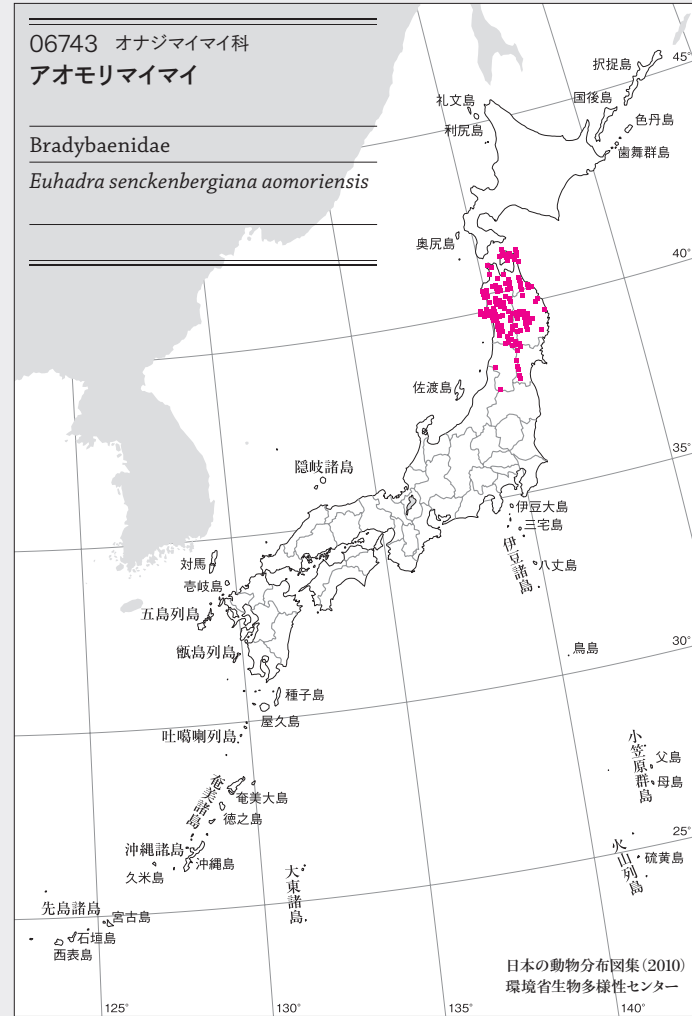 06743 オナジマイマイ科
アオモリマイマイ
Bradybaenidae
Euhadra senckenbergiana aomoriensis
45°
択捉島
国後島
礼文島
色丹島
利尻島
歯舞群島
奥尻島
40°
佐渡島
35°
隠岐諸島
伊豆大島
三宅島
伊豆諸島
八丈島
対馬
壱岐島
五島列島
甑島列島
鳥島
30°
種子島
屋久島
吐噶喇列島
小笠原群島
父島
母島
奄美諸島
奄美大島
徳之島
25°
沖縄諸島
沖縄島
久米島
火山列島
硫黄島
大東諸島
先島諸島
宮古島
石垣島
西表島
日本の動物分布図集(2010)
環境省生物多様性センター
125°
130°
135°
140°